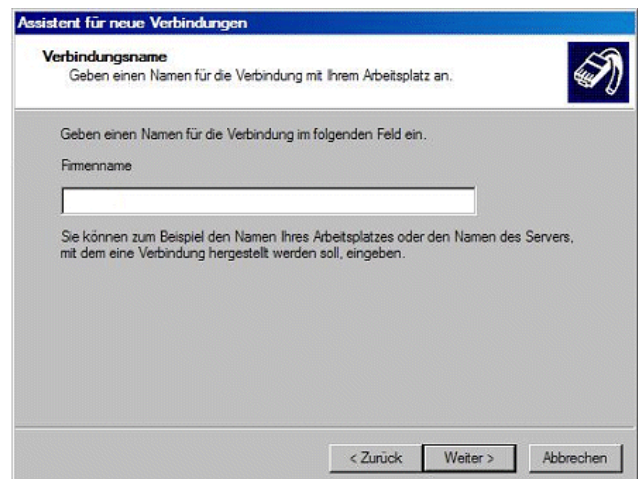 Assistent für neue Verbindungen
Verbindungsname
Geben einen Namen für die Verbindung mit Ihrem Arbeitsplatz an.
Geben einen Namen für die Verbindung im folgenden Feld ein.
Firmenname
Sie können zum Beispiel den Namen Ihres Arbeitsplatzes oder den Namen des Servers,
mit dem eine Verbindung hergestellt werden soll, eingeben.
< Zurück Weiter > Abbrechen